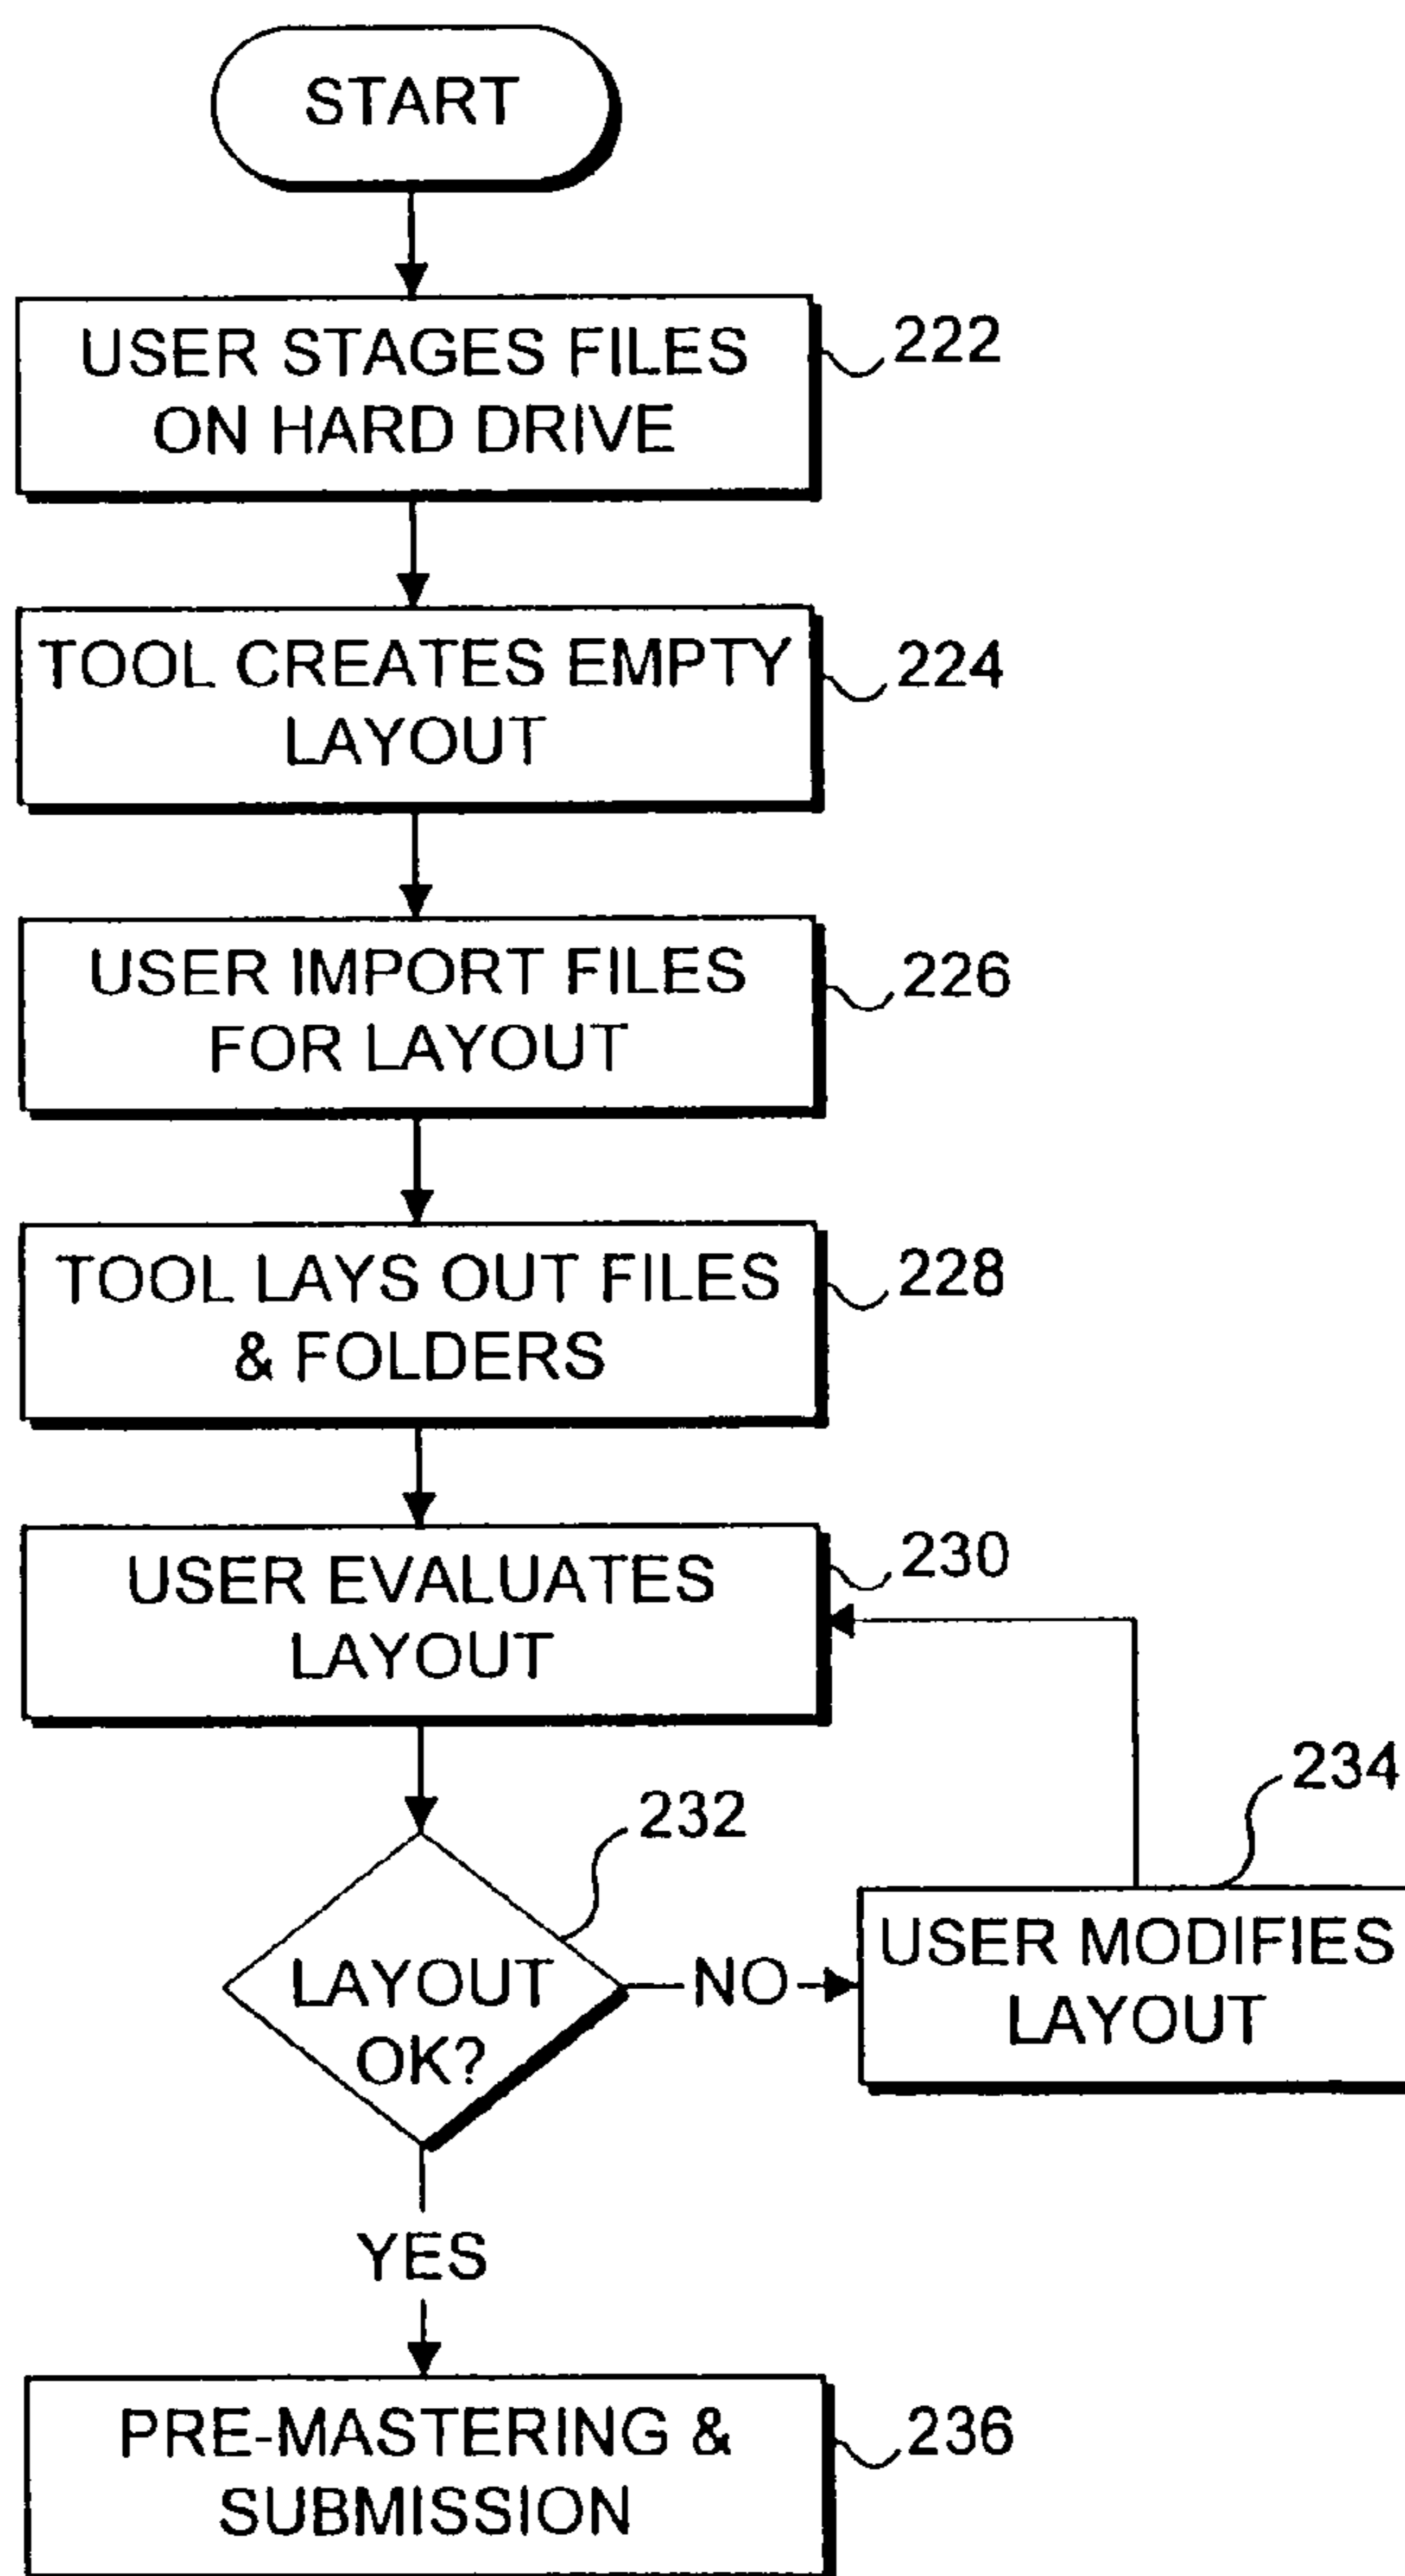 START
USER STAGES FILES
ON HARD DRIVE
222
TOOL CREATES EMPTY
LAYOUT
224
USER IMPORT FILES
FOR LAYOUT
226
TOOL LAYS OUT FILES
& FOLDERS
228
USER EVALUATES
LAYOUT
230
232
LAYOUT
OK?
NO
234
USER MODIFIES
LAYOUT
YES
PRE-MASTERING &
SUBMISSION
236